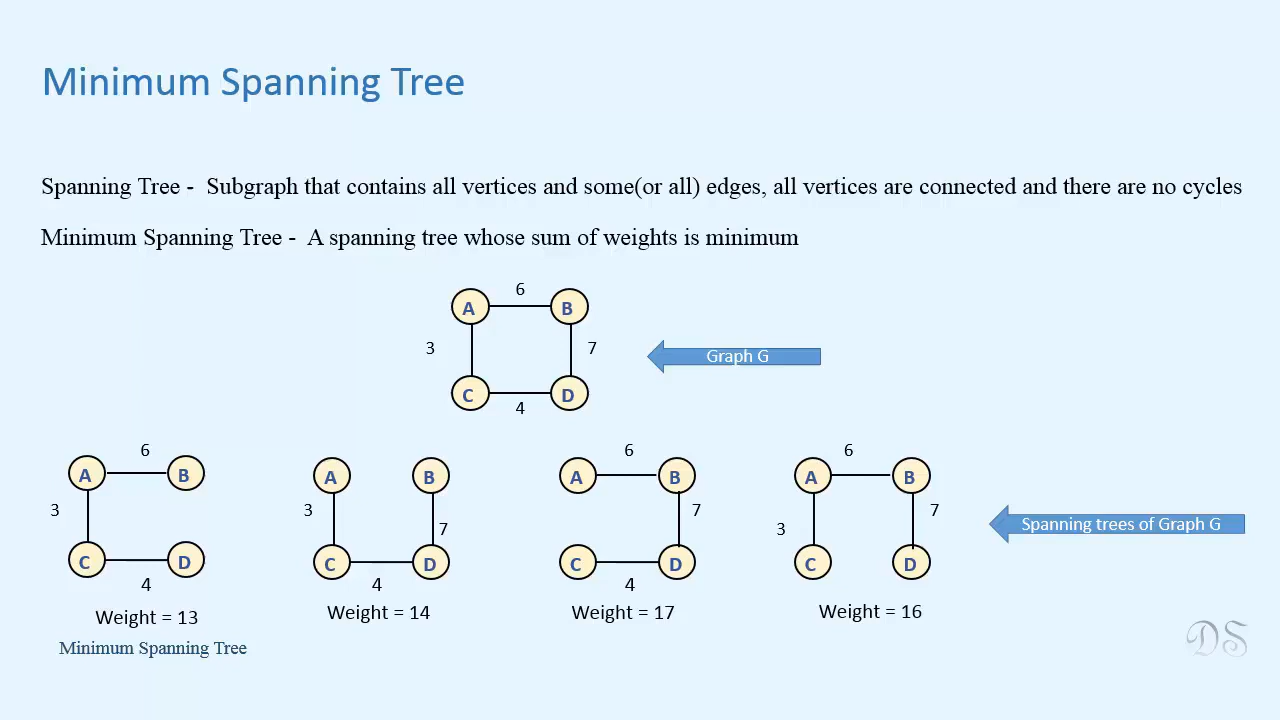 Minimum Spanning Tree
Spanning Tree -  Subgraph that contains all vertices and some(or all) edges, all vertices are connected and there are no cycles
Minimum Spanning Tree -  A spanning tree whose sum of weights is minimum
6
A B
3 7
Graph G
C D
4
6 6 6
A B A B A B A B
3 3 7 7
7 3
Spanning trees of Graph G
C D C D C D C D
4 4 4
Weight = 13 Weight = 14 Weight = 17 Weight = 16
Minimum Spanning Tree
DS